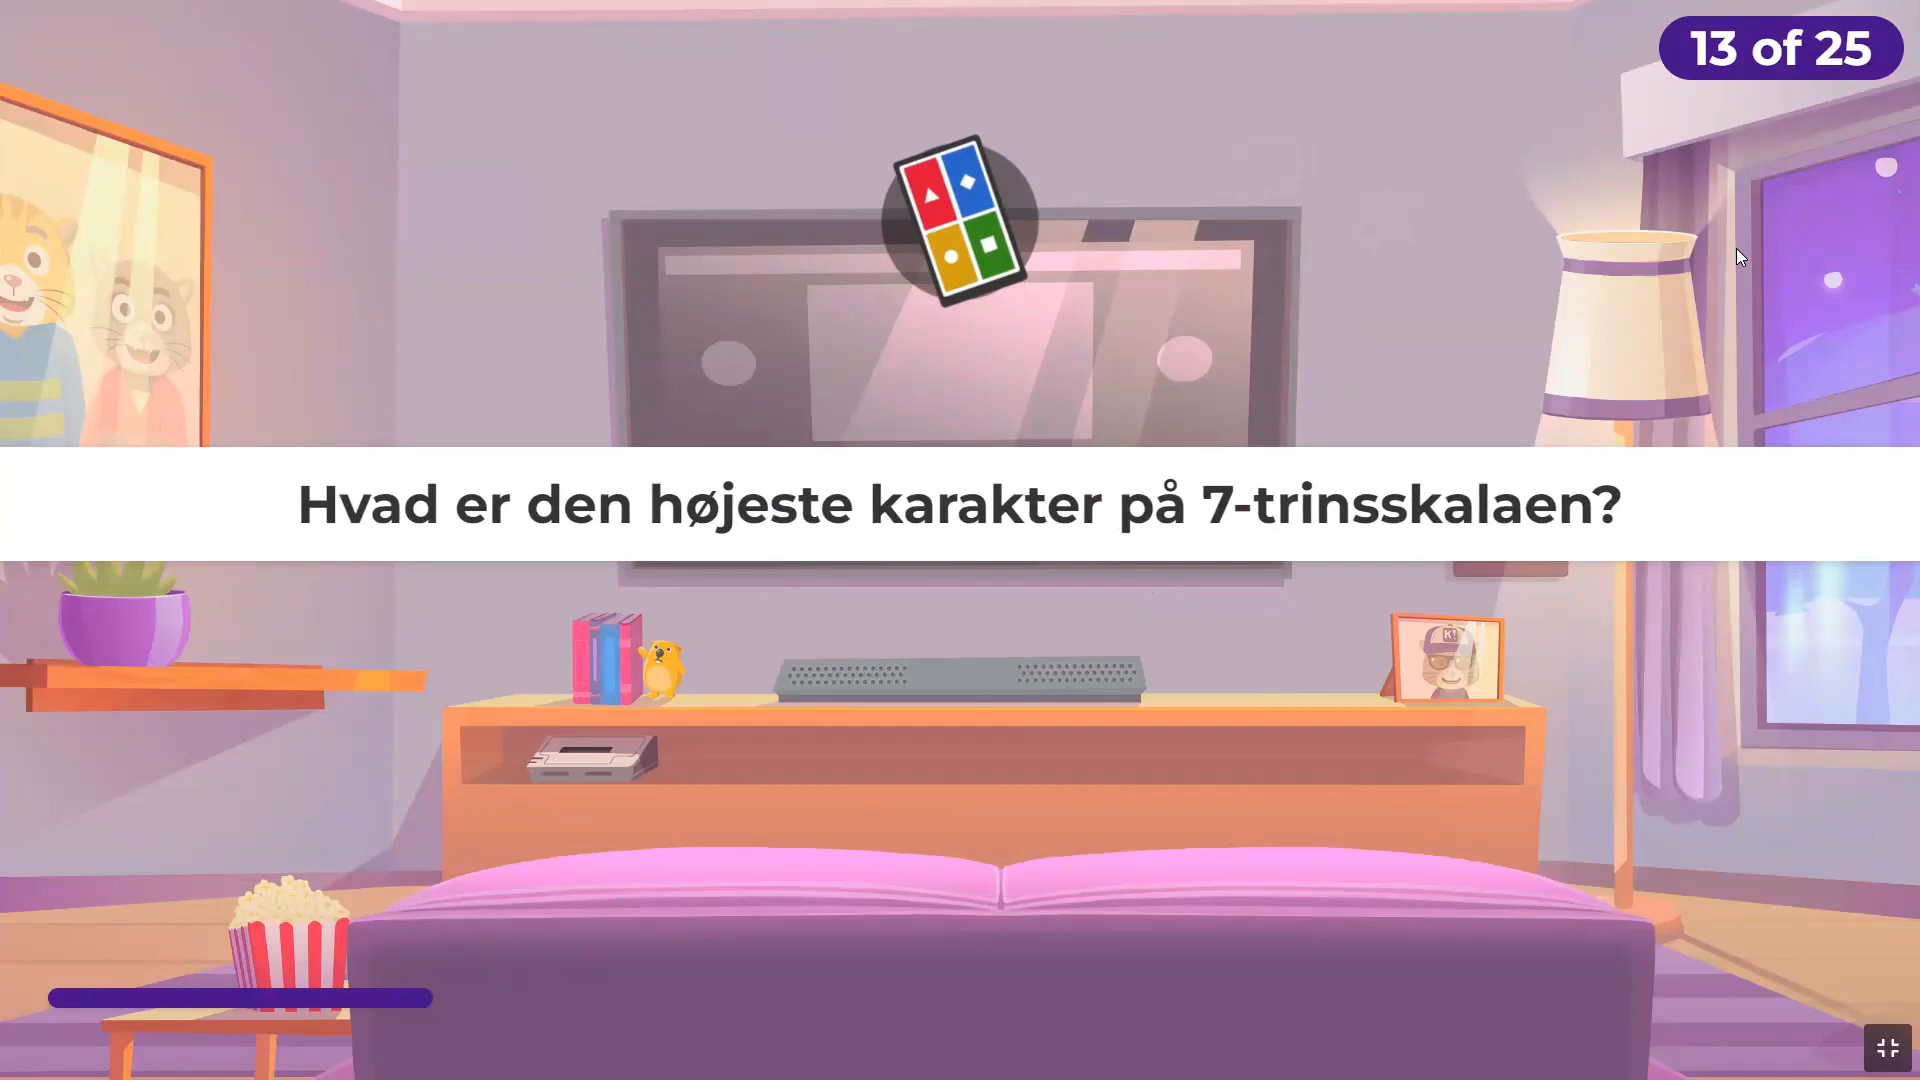 13 of 25
Hvad er den højeste karakter på 7-trinsskalaen?
K!